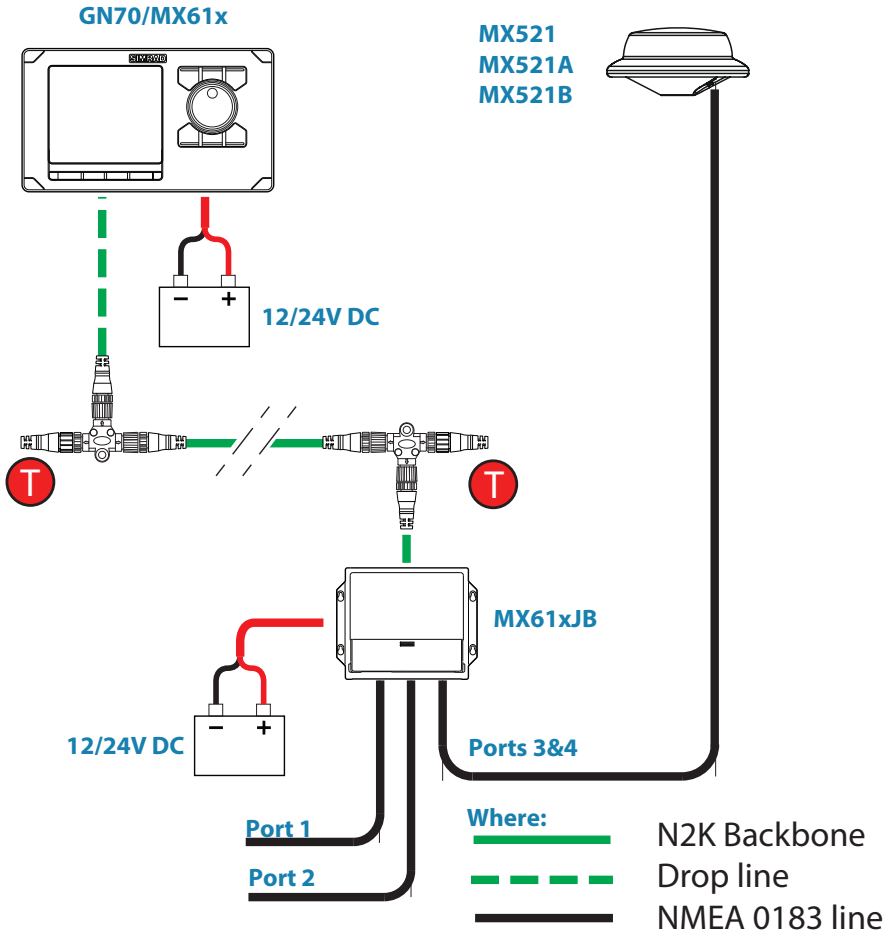 GN70/MX61x
SIMRAD
MX521
MX521A
MX521B
− +
12/24V DC
T
T
MX61xJB
− +
12/24V DC
Ports 3&4
Port 1
Port 2
Where:
N2K Backbone
Drop line
NMEA 0183 line